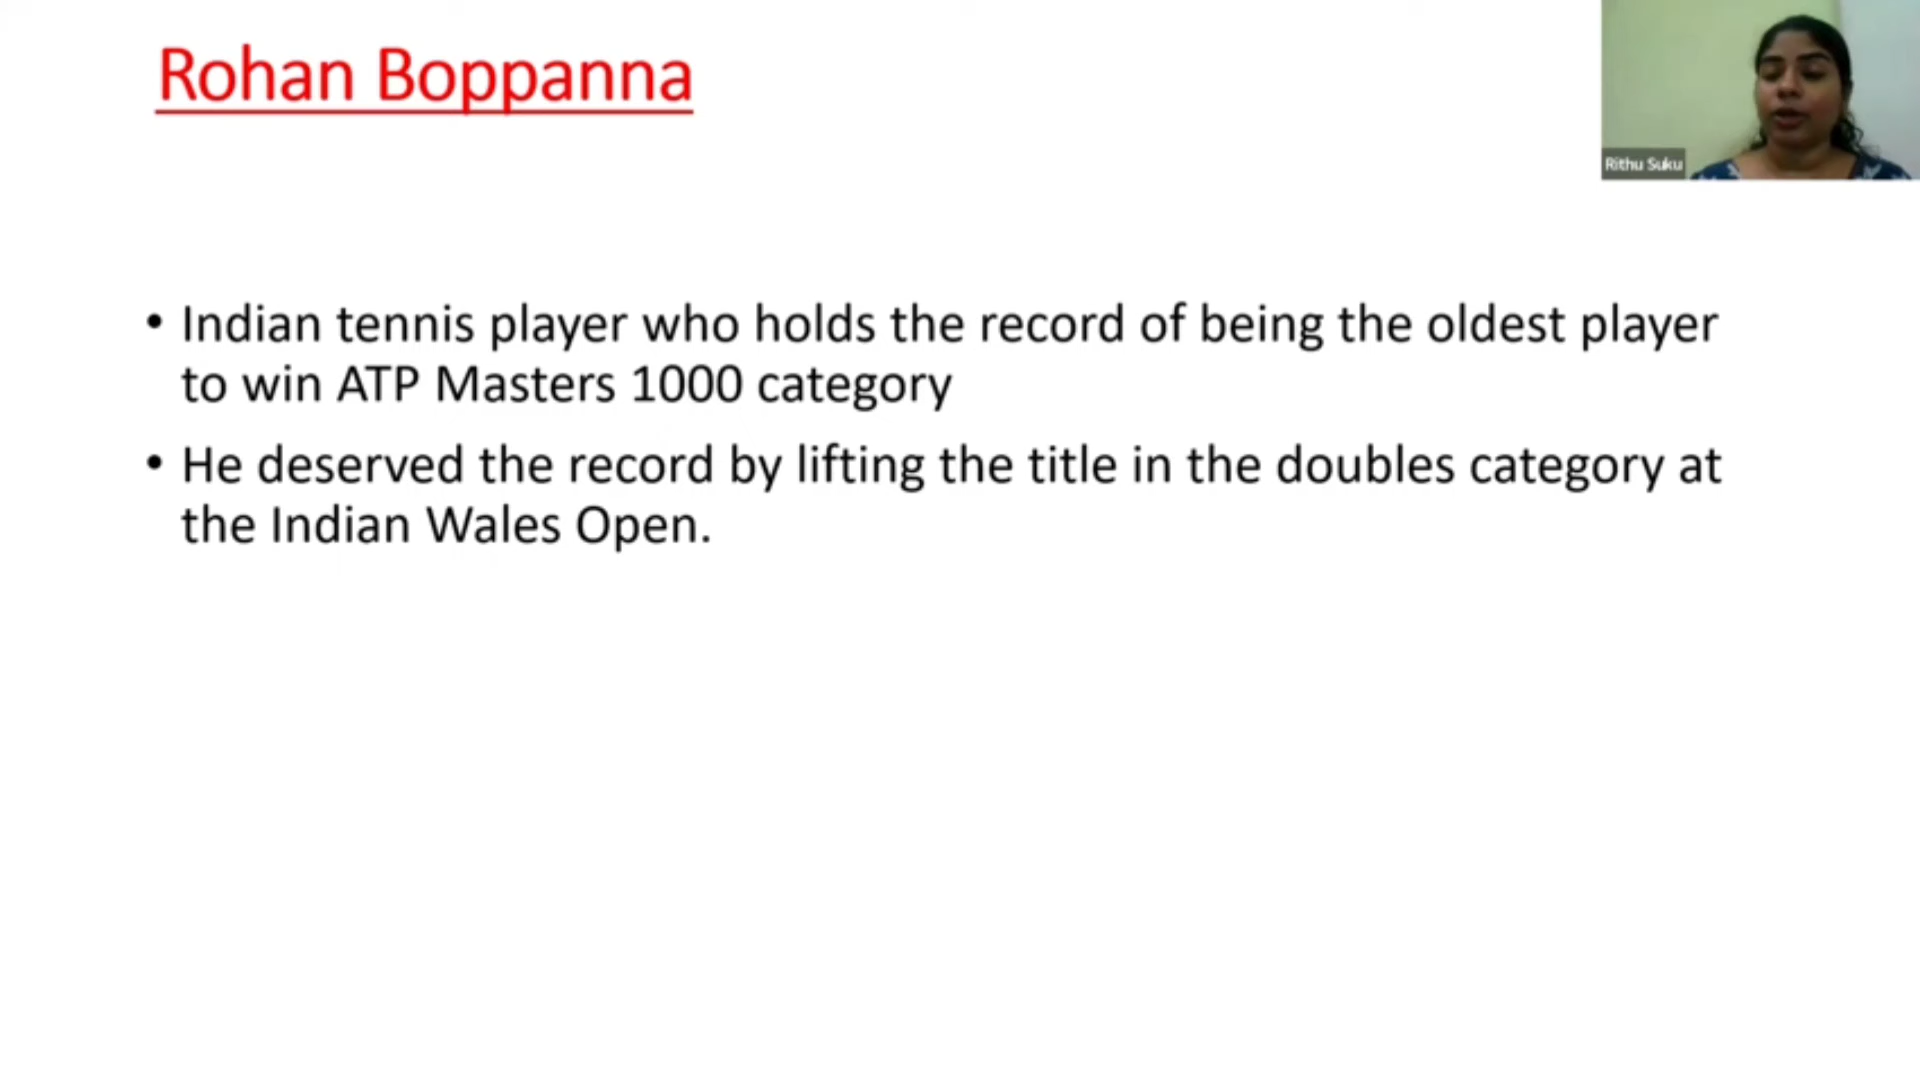 Rohan Boppanna
Rithu Suku
• Indian tennis player who holds the record of being the oldest player
to win ATP Masters 1000 category
• He deserved the record by lifting the title in the doubles category at
the Indian Wales Open.